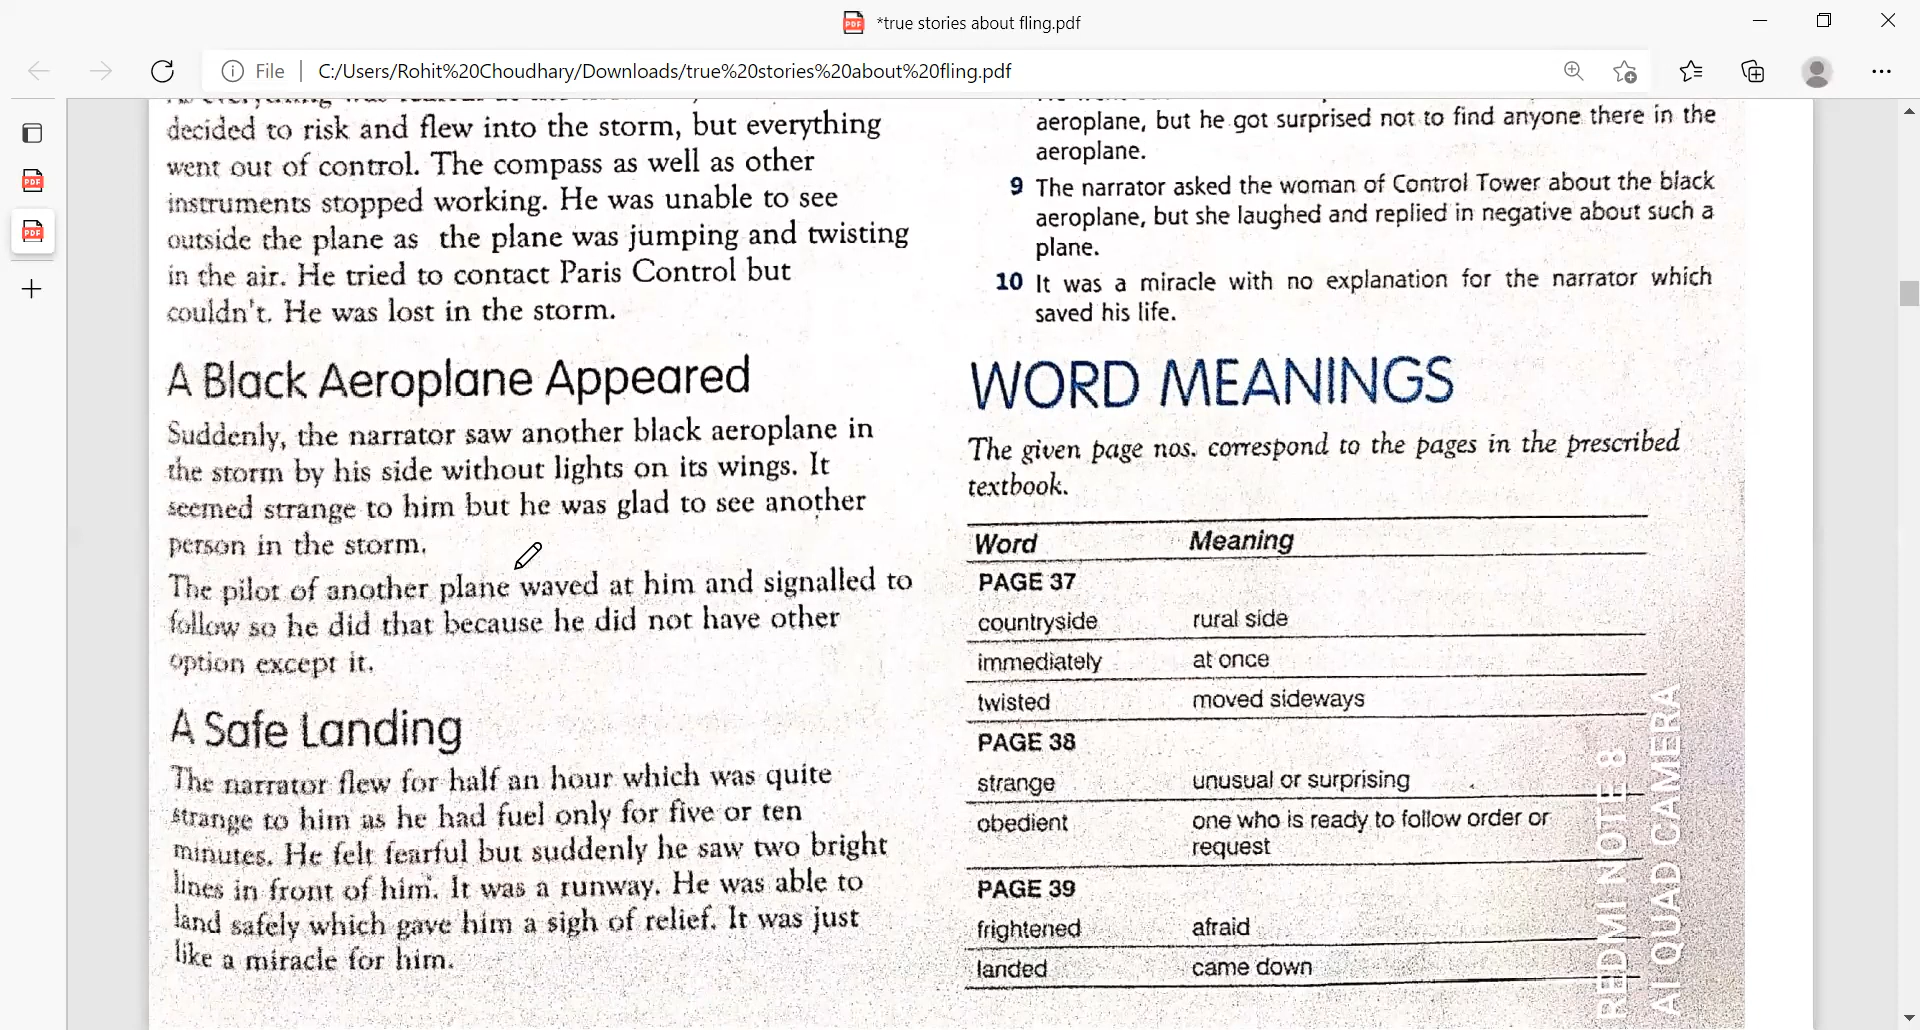 *true stories about fling.pdf
File
C:/Users/Rohit%20Choudhary/Downloads/true%20stories%20about%20fling.pdf
decided to risk and flew into the storm, but everything
went out of control. The compass as well as other
instruments stopped working. He was unable to see
outside the plane as the plane was jumping and twisting
in the air. He tried to contact Paris Control but
couldn't. He was lost in the storm.
A Black Aeroplane Appeared
Suddenly, the narrator saw another black aeroplane in
the storm by his side without lights on its wings. It
seemed strange to him but he was glad to see another
person in the storm.
The pilot of another plane waved at him and signalled to
follow so he did that because he did not have other
option except it.
A Safe Landing
The narrator flew for half an hour which was quite
strange to him as he had fuel only for five or ten
minutes. He felt fearful but suddenly he saw two bright
lines in front of him. It was a runway. He was able to
land safely which gave him a sigh of relief. It was just
like a miracle for him.
aeroplane, but he got surprised not to find anyone there in the
aeroplane.
9 The narrator asked the woman of Control Tower about the black
aeroplane, but she laughed and replied in negative about such a
plane.
10 It was a miracle with no explanation for the narrator which
saved his life.
WORD MEANINGS
The given page nos. correspond to the pages in the prescribed
textbook.
Word Meaning
PAGE 37
countryside rural side
immediately at once
twisted moved sideways
PAGE 38
strange unusual or surprising
obedient one who is ready to follow order or
request
PAGE 39
frightened afraid
landed came down
REDMI NOTE 8
AI QUAD CAMERA